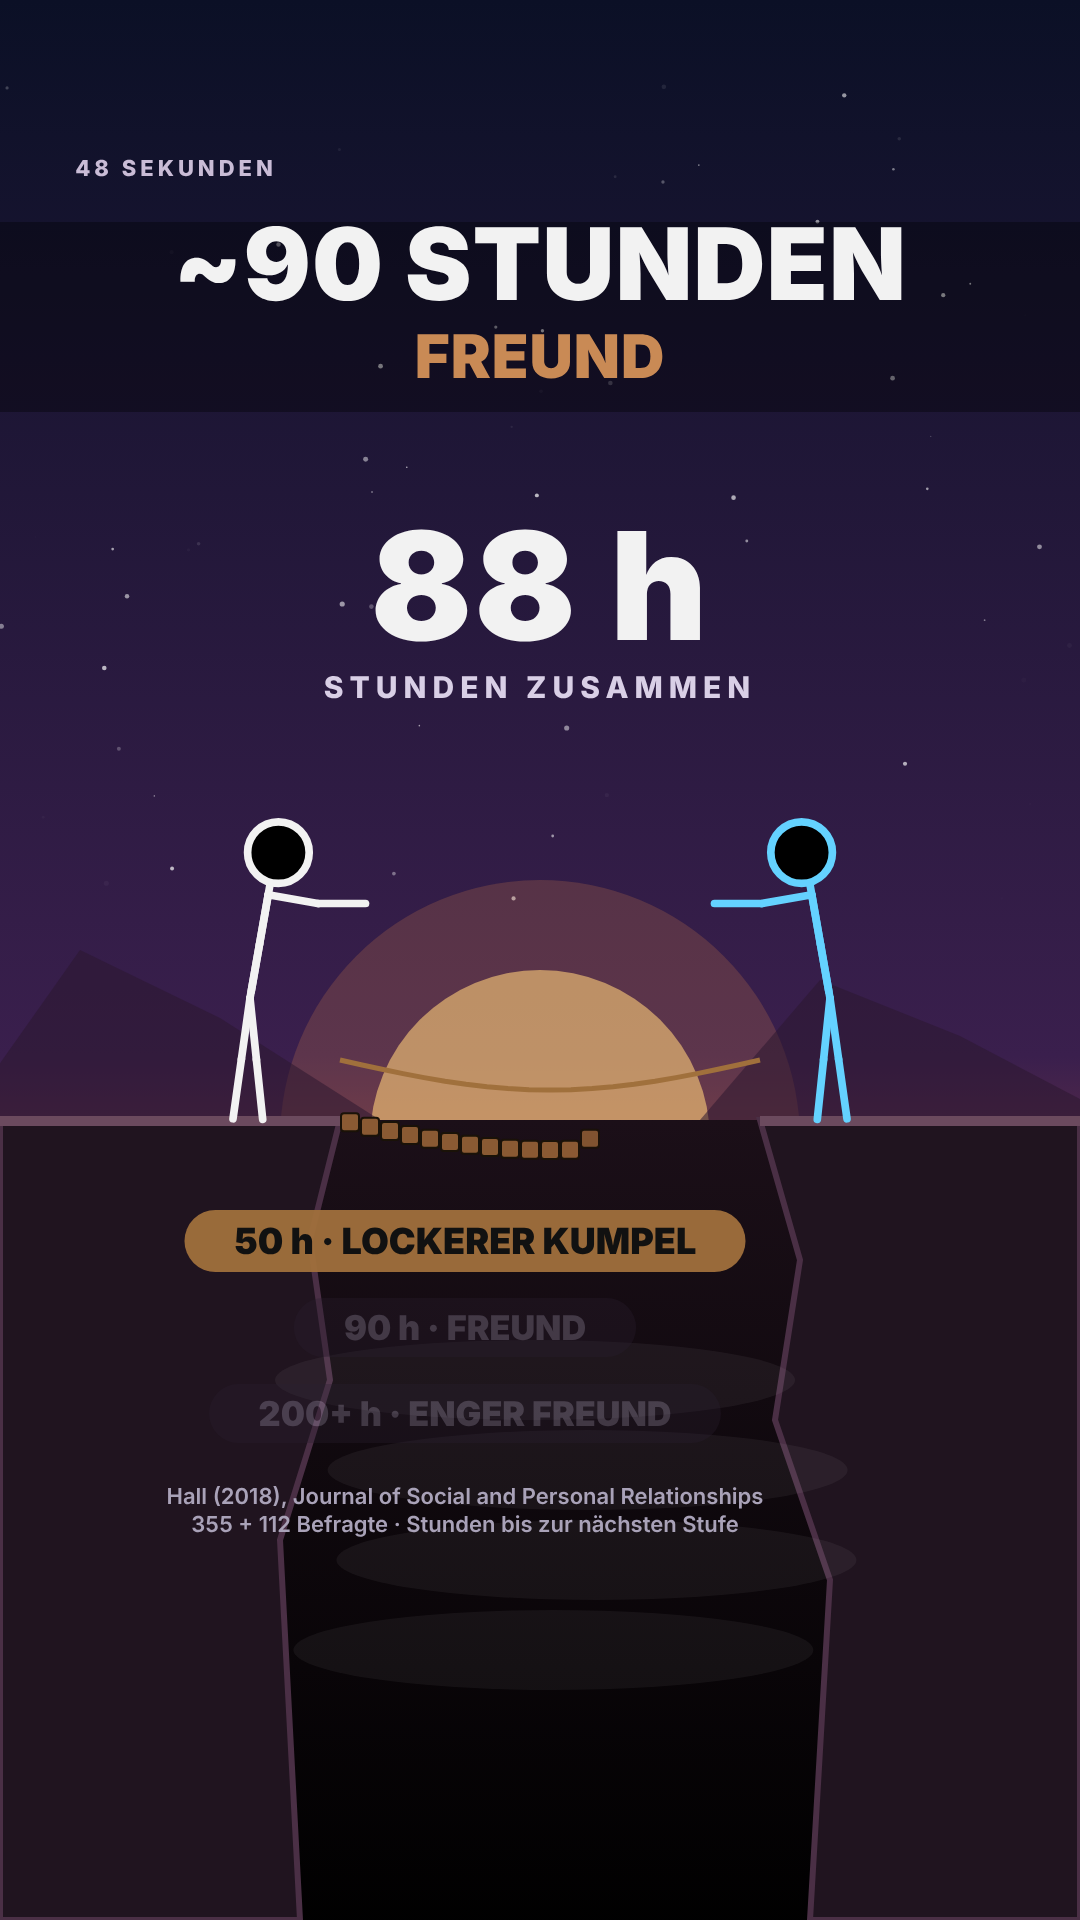 48 SEKUNDEN
~90 STUNDEN
FREUND
88 h
STUNDEN ZUSAMMEN
50 h · LOCKERER KUMPEL
90 h · FREUND
200+ h · ENGER FREUND
Hall (2018), Journal of Social and Personal Relationships
355 + 112 Befragte · Stunden bis zur nächsten Stufe